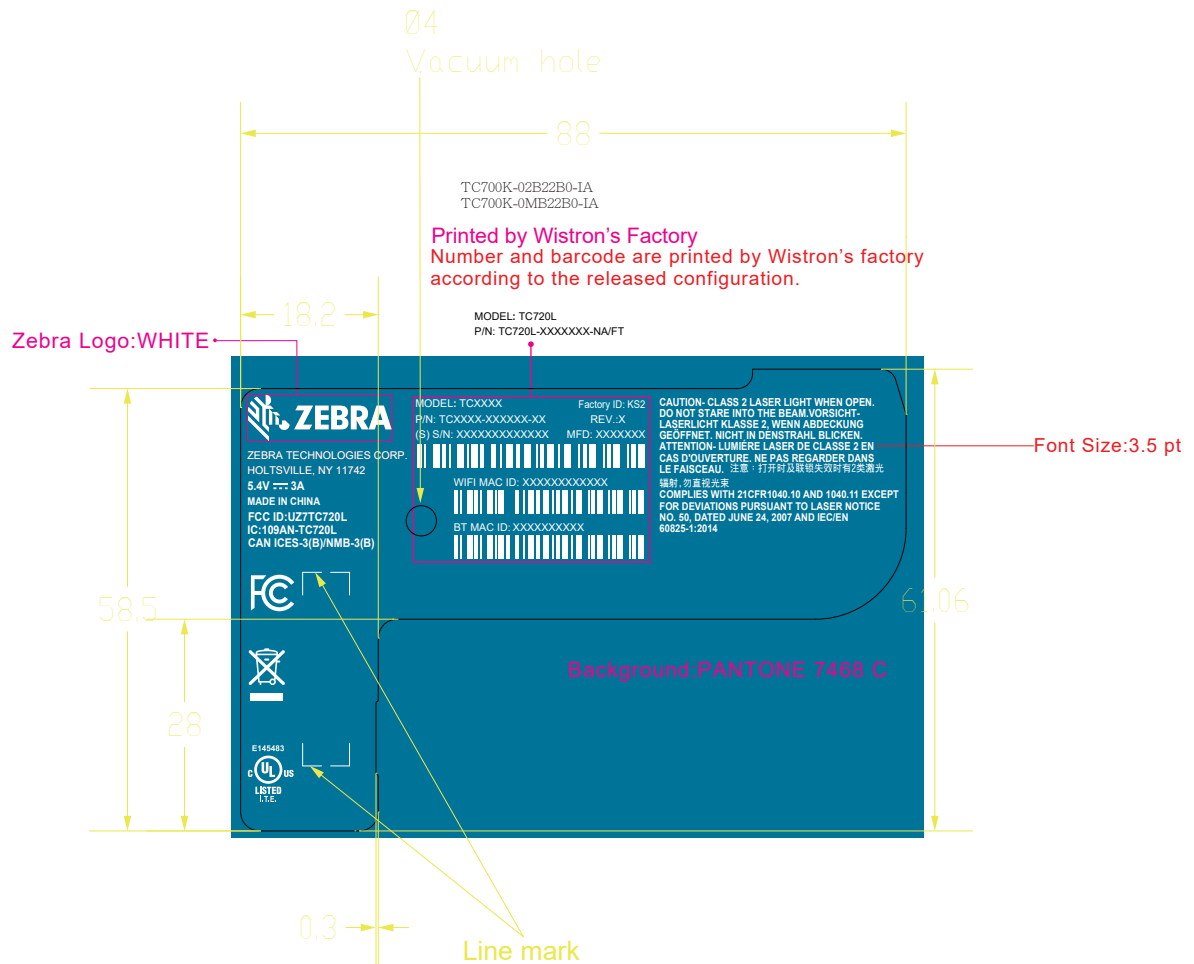 Ø4
Vacuum hole
88
TC700K-02B22B0-IA
TC700K-0MB22B0-IA
Printed by Wistron's Factory
Number and barcode are printed by Wistron's factory
according to the released configuration.
18.2
MODEL: TC720L
P/N: TC720L-XXXXXXX-NA/FT
Zebra Logo:WHITE
ZEBRA
ZEBRA TECHNOLOGIES CORP.
HOLTSVILLE, NY 11742
5.4V ⎓ 3A
MADE IN CHINA
FCC ID:UZ7TC720L
IC:109AN-TC720L
CAN ICES-3(B)/NMB-3(B)
MODEL: TCXXXX Factory ID: KS2
P/N: TCXXXX-XXXXXX-XX REV.:X
(S) S/N: XXXXXXXXXXXXX MFD: XXXXXXX
WIFI MAC ID: XXXXXXXXXXXX
BT MAC ID: XXXXXXXXXX
CAUTION- CLASS 2 LASER LIGHT WHEN OPEN.
DO NOT STARE INTO THE BEAM.VORSICHT-
LASERLICHT KLASSE 2, WENN ABDECKUNG
GEÖFFNET. NICHT IN DENSTRAHL BLICKEN.
ATTENTION- LUMIÈRE LASER DE CLASSE 2 EN
CAS D'OUVERTURE. NE PAS REGARDER DANS
LE FAISCEAU. 注意：打开时及联锁失效时有2类激光
辐射,勿直视光束
COMPLIES WITH 21CFR1040.10 AND 1040.11 EXCEPT
FOR DEVIATIONS PURSUANT TO LASER NOTICE
NO. 50, DATED JUNE 24, 2007 AND IEC/EN
60825-1:2014
Font Size:3.5 pt
FC
58.5
61.06
Background:PANTONE 7468 C
28
E145483
C UL US
LISTED
I.T.E.
0.3
Line mark